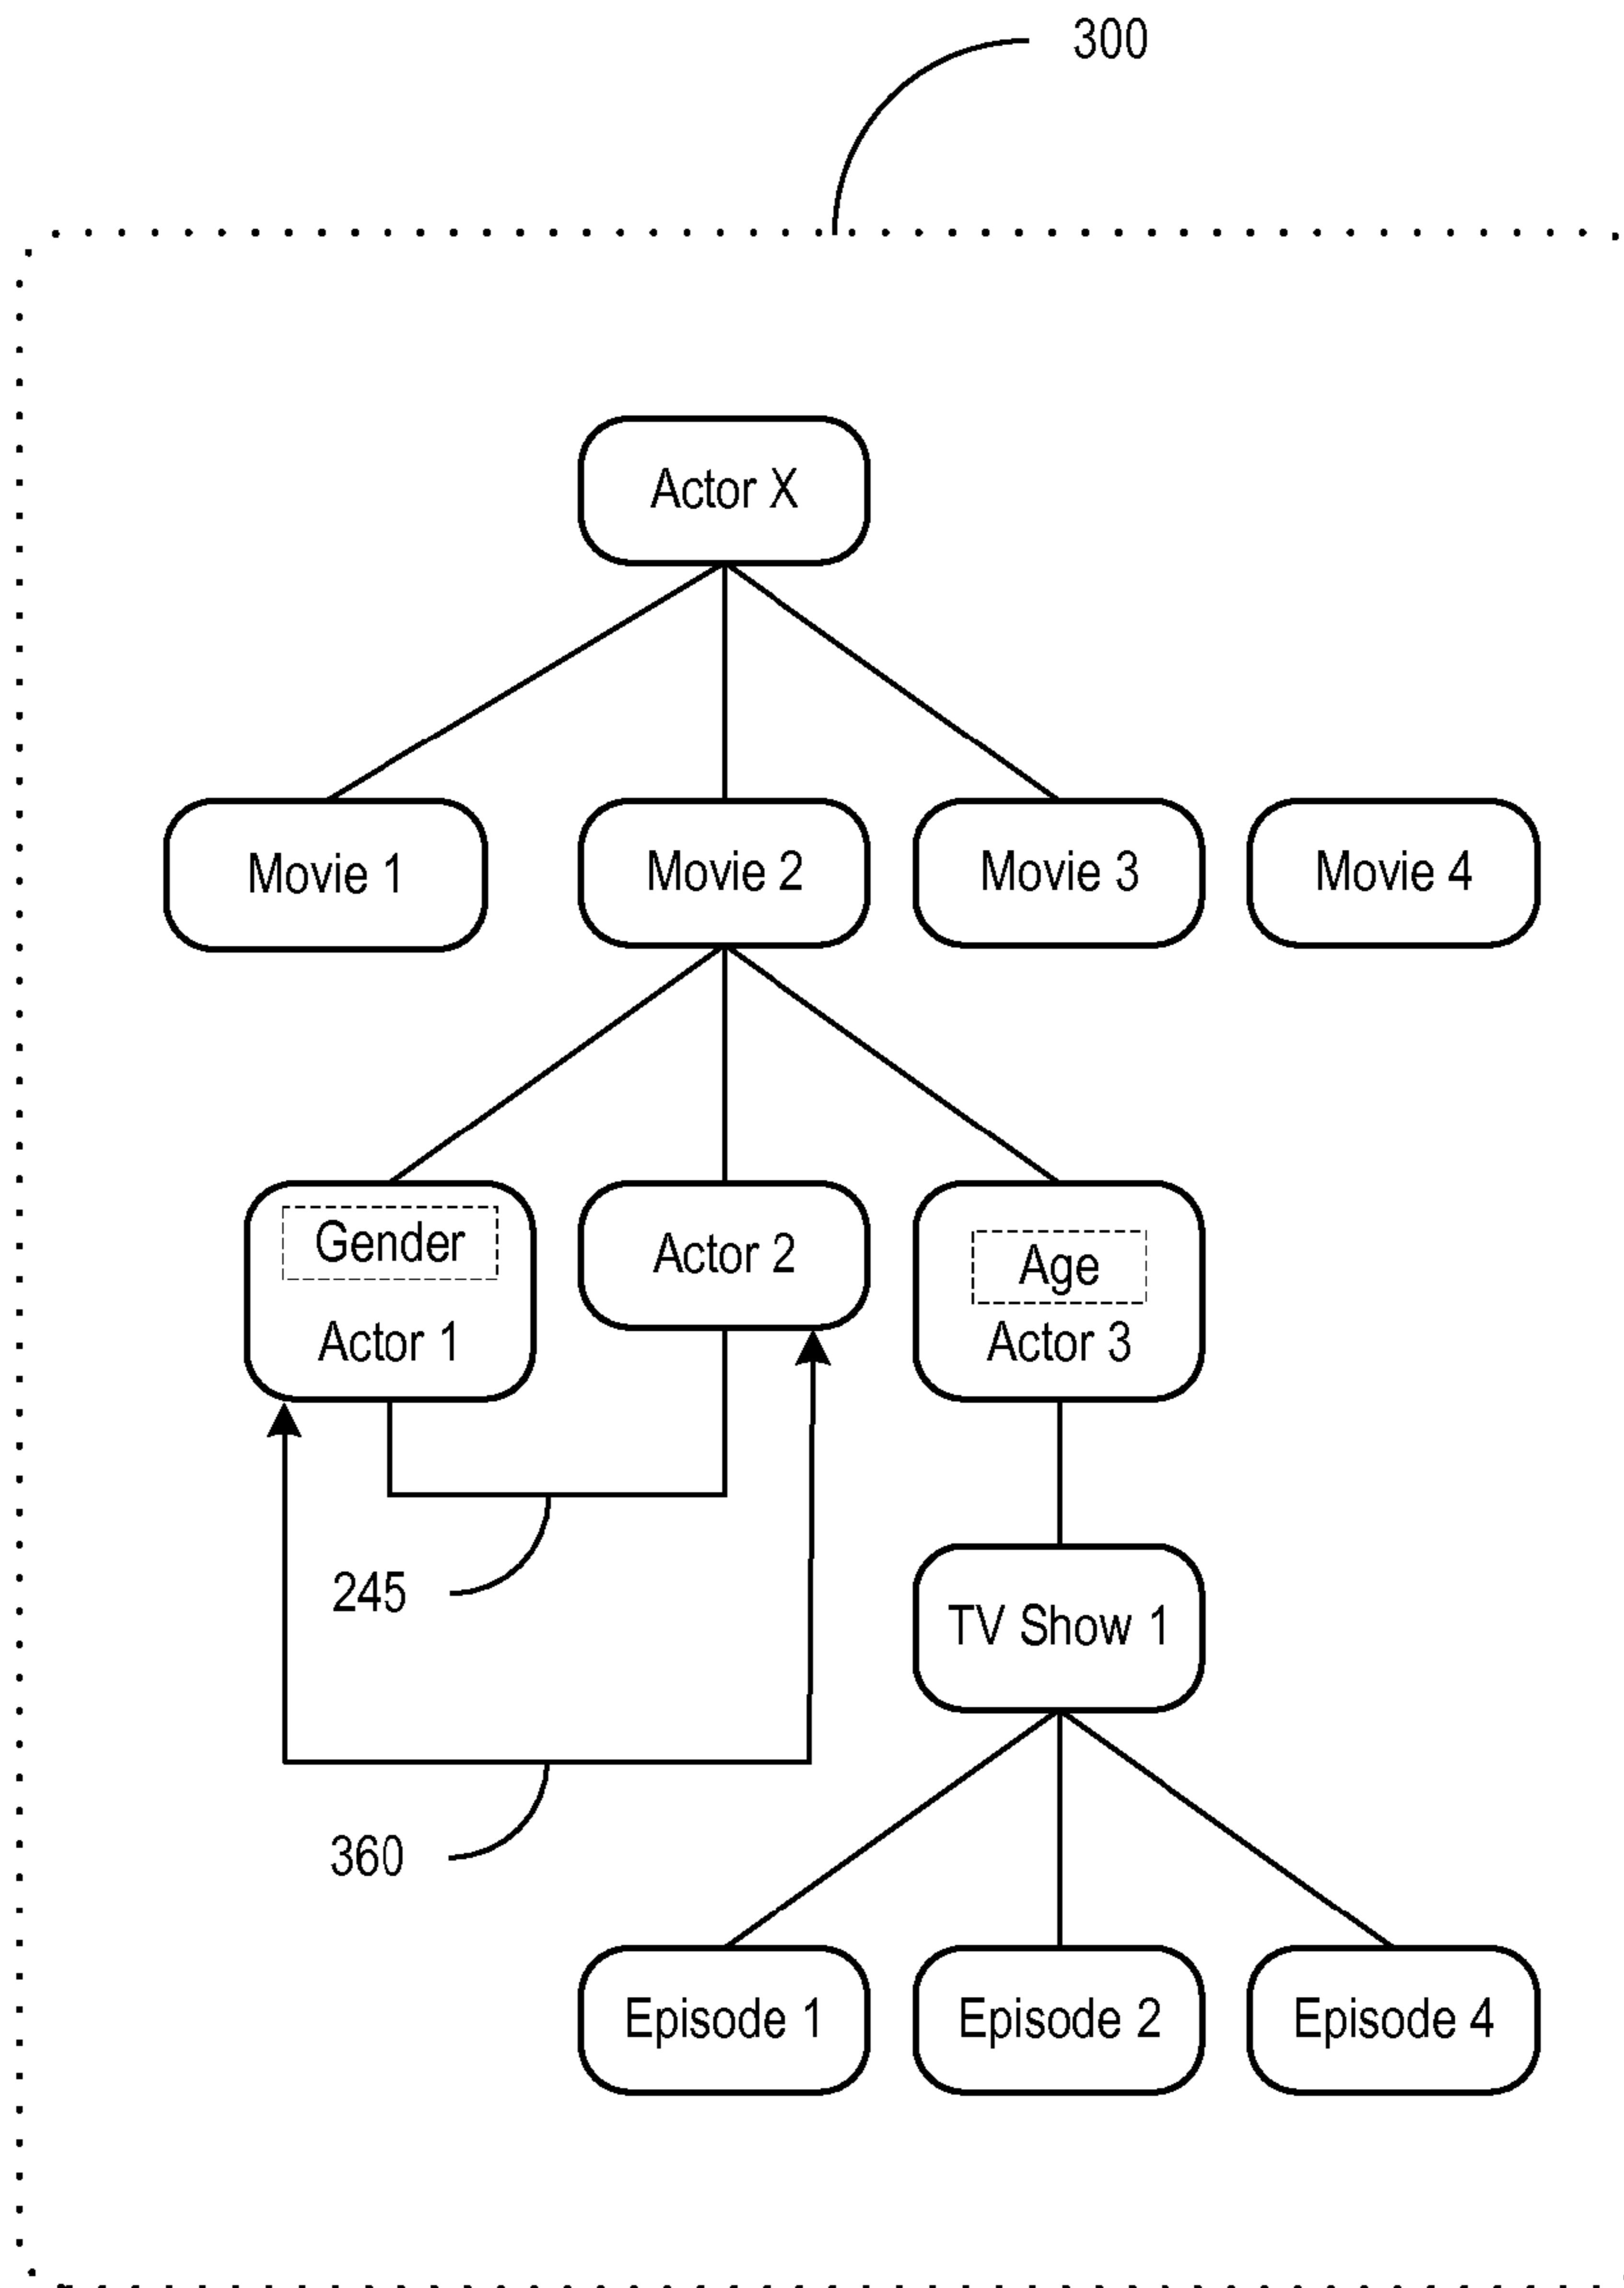 300
Actor X
Movie 1
Movie 2
Movie 3
Movie 4
Gender
Actor 1
Actor 2
Age
Actor 3
245
TV Show 1
360
Episode 1
Episode 2
Episode 4